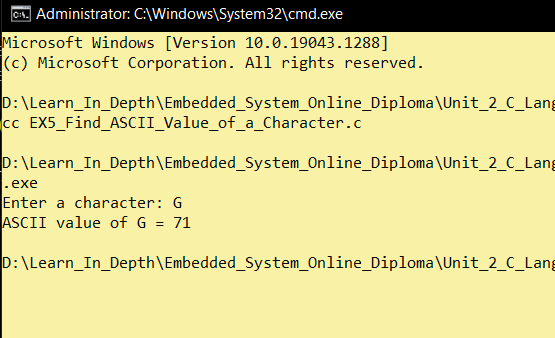 Administrator: C:\Windows\System32\cmd.exe
Microsoft Windows [Version 10.0.19043.1288]
(c) Microsoft Corporation. All rights reserved.
D:\Learn_In_Depth\Embedded_System_Online_Diploma\Unit_2_C_Lang
cc EX5_Find_ASCII_Value_of_a_Character.c
D:\Learn_In_Depth\Embedded_System_Online_Diploma\Unit_2_C_Lang
.exe
Enter a character: G
ASCII value of G = 71
D:\Learn_In_Depth\Embedded_System_Online_Diploma\Unit_2_C_Lang